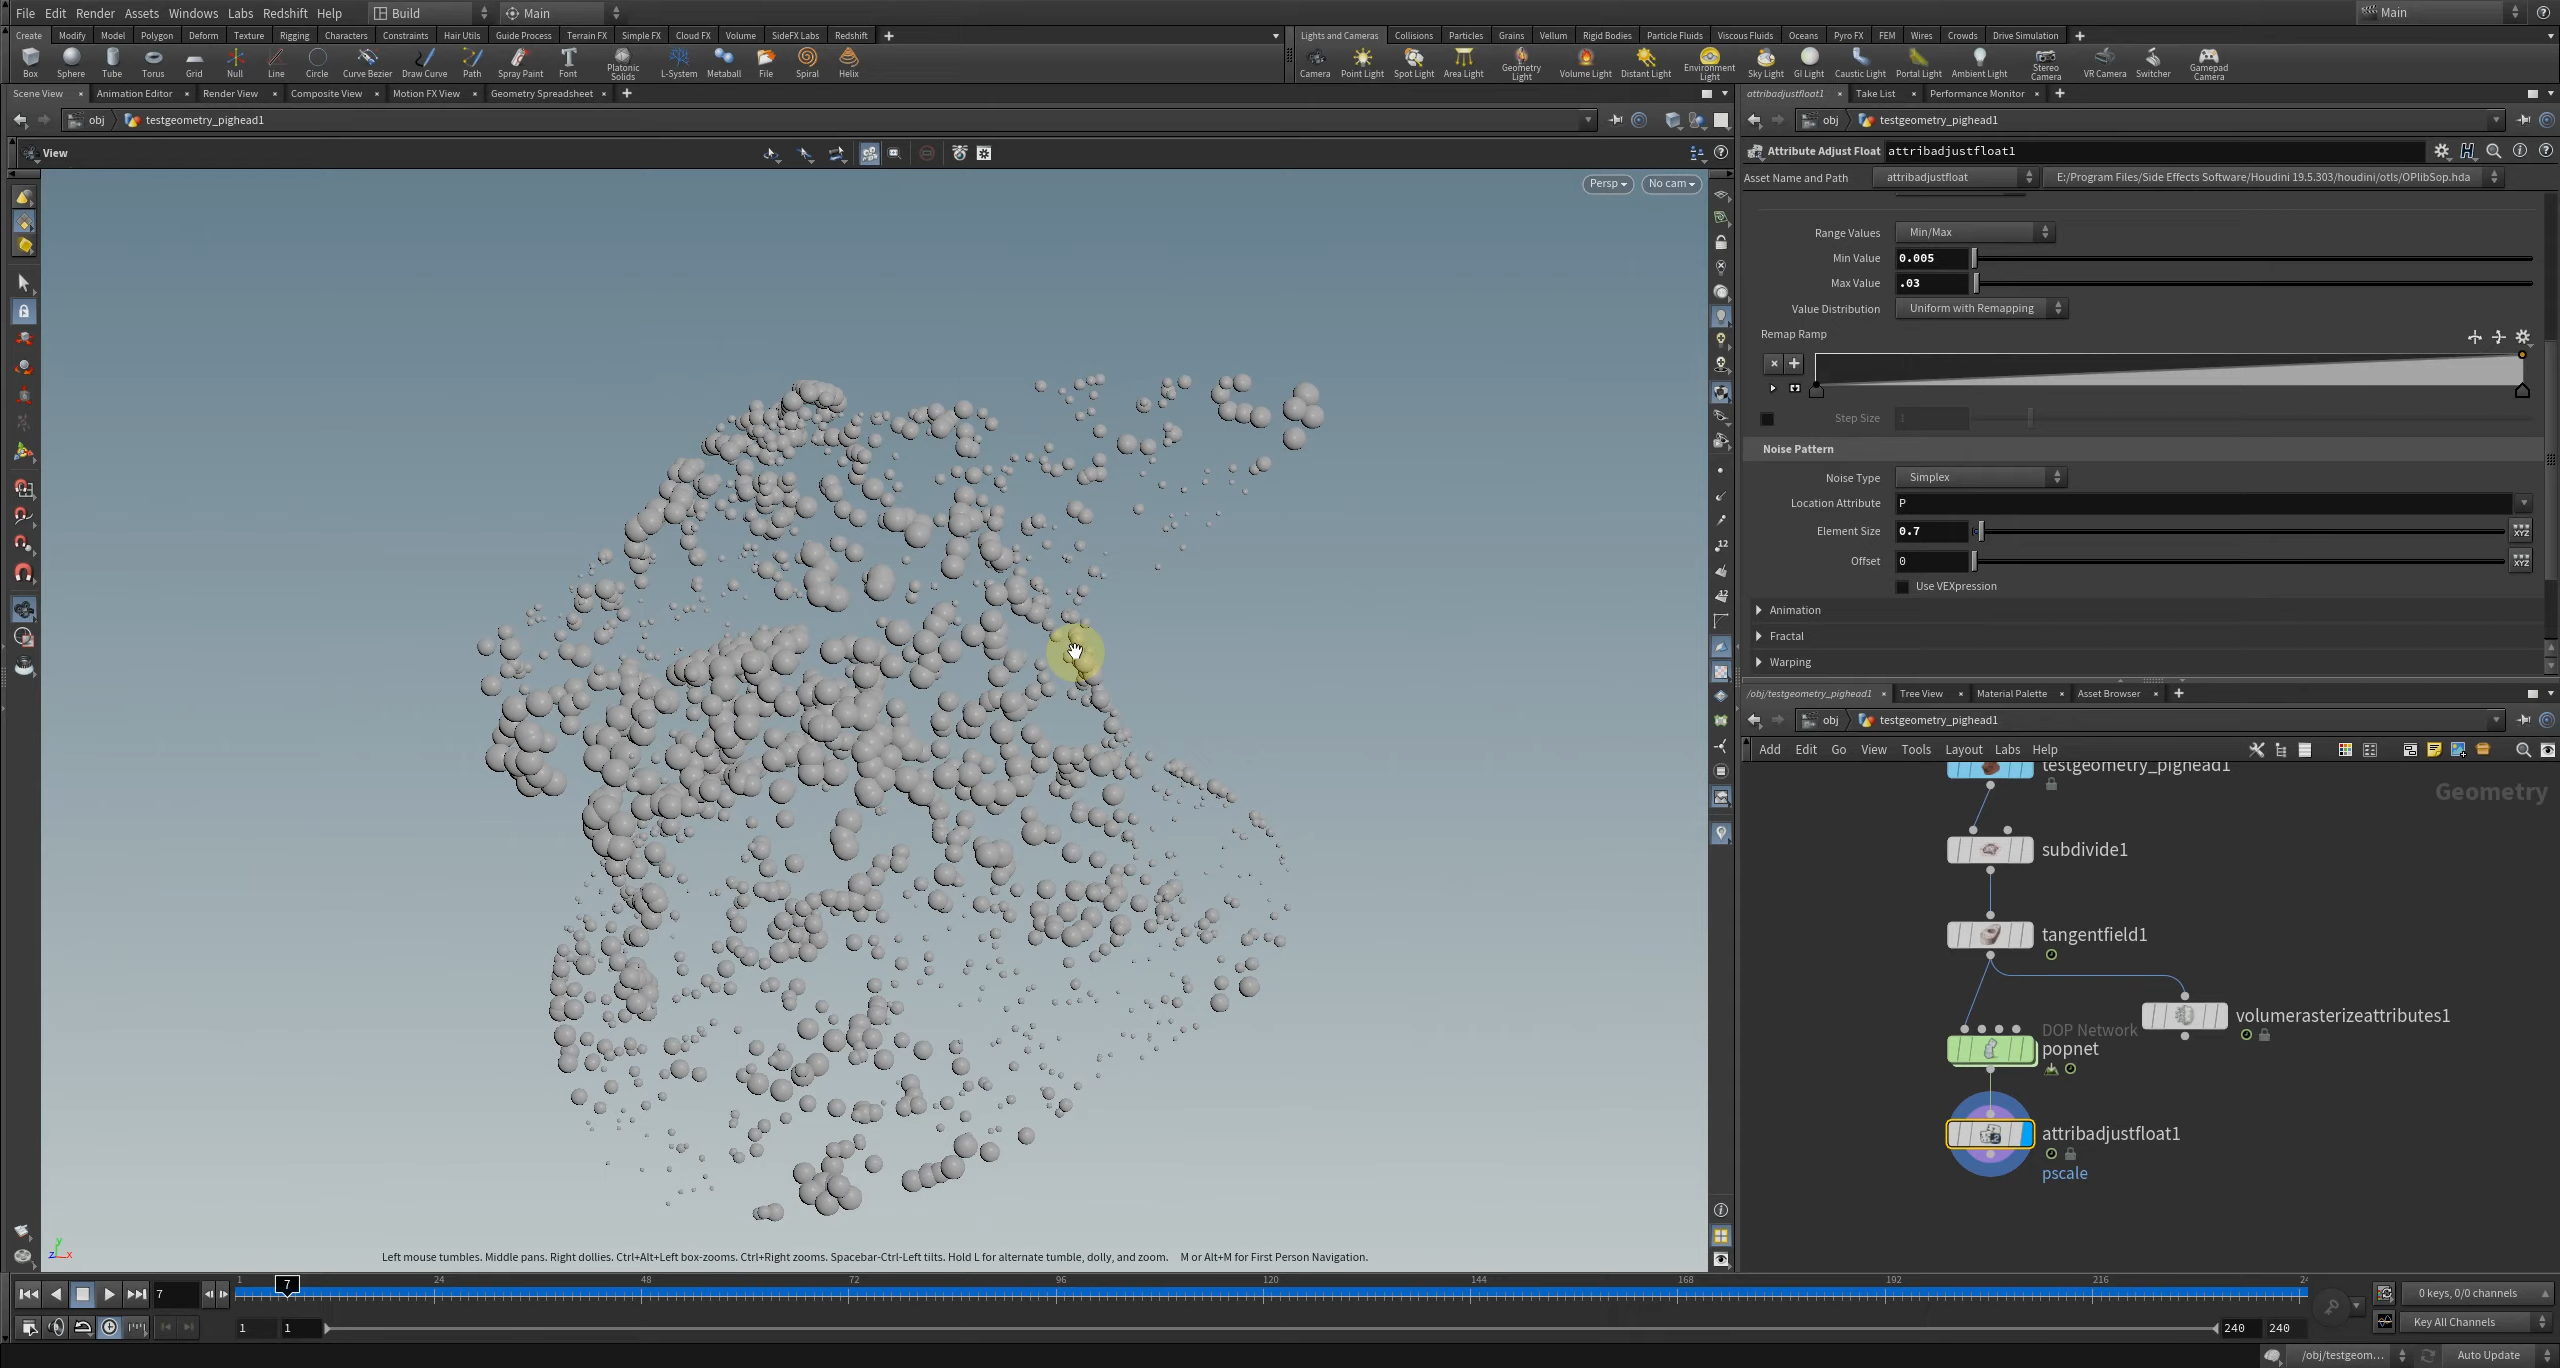 File Edit Render Assets Windows Labs Redshift Help Build Main Main
Create Modify Model Polygon Deform Texture Rigging Characters Constraints Hair Utils Guide Process Terrain FX Simple FX Cloud FX Volume SideFX Labs Redshift
Lights and Cameras Collisions Particles Grains Vellum Rigid Bodies Particle Fluids Viscous Fluids Oceans Pyro FX FEM Wires Crowds Drive Simulation
Box Sphere Tube Torus Grid Null Line Circle Curve Bezier Draw Curve Path Spray Paint Font Platonic Solids L-System Metaball File Spiral Helix
Camera Point Light Spot Light Area Light Geometry Light Volume Light Distant Light Environment Light Sky Light GI Light Caustic Light Portal Light Ambient Light Stereo Camera VR Camera Switcher Gamepad Camera
Scene View Animation Editor Render View Composite View Motion FX View Geometry Spreadsheet
obj testgeometry_pighead1
View
Persp No cam
Left mouse tumbles. Middle pans. Right dollies. Ctrl+Alt+Left box-zooms. Ctrl+Right zooms. Spacebar-Ctrl-Left tilts. Hold L for alternate tumble, dolly, and zoom. M or Alt+M for First Person Navigation.
y
z x
attribadjustfloat1 Take List Performance Monitor
obj testgeometry_pighead1
Attribute Adjust Float attribadjustfloat1
Asset Name and Path attribadjustfloat E:/Program Files/Side Effects Software/Houdini 19.5.303/houdini/otls/OPlibSop.hda
Range Values Min/Max
Min Value 0.005
Max Value .03
Value Distribution Uniform with Remapping
Remap Ramp
Step Size
Noise Pattern
Noise Type Simplex
Location Attribute P
Element Size 0.7
Offset 0
Use VEXpression
Animation
Fractal
Warping
/obj/testgeometry_pighead1 Tree View Material Palette Asset Browser
obj testgeometry_pighead1
Add Edit Go View Tools Layout Labs Help
testgeometry_pighead1
Geometry
subdivide1
tangentfield1
volumerasterizeattributes1
DOP Network
popnet
attribadjustfloat1
pscale
7 1 7 24 48 72 96 120 144 168 192 216
1 1 240 240
0 keys, 0/0 channels
Key All Channels
/obj/testgeom... Auto Update